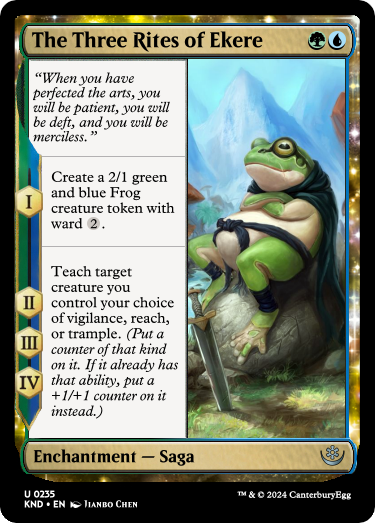 The Three Rites of Ekere
“When you have
perfected the arts, you
will be patient, you will
be deft, and you will be
merciless.”
I
Create a 2/1 green
and blue Frog
creature token with
ward 2.
II
III
IV
Teach target
creature you
control your choice
of vigilance, reach,
or trample. (Put a
counter of that kind
on it. If it already has
that ability, put a
+1/+1 counter on it
instead.)
Enchantment — Saga
U 0235
KND • EN Jianbo Chen
™ & © 2024 CanterburyEgg